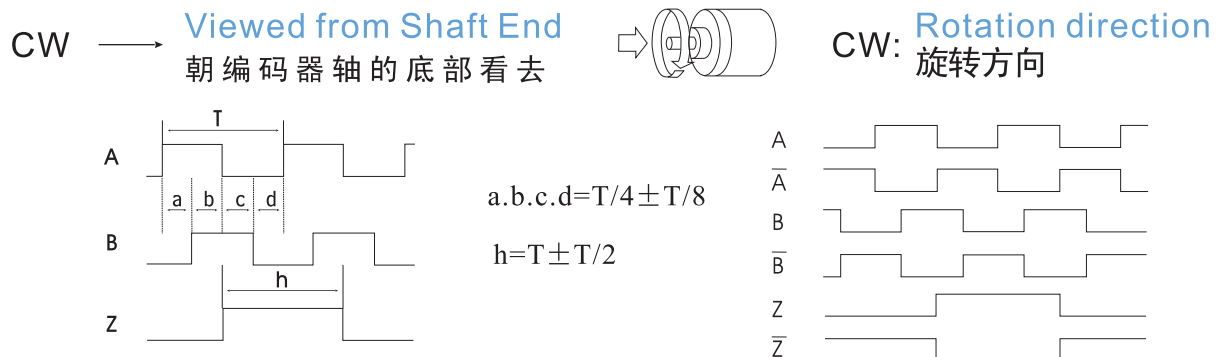 CW → Viewed from Shaft End
朝编码器轴的底部看去
CW: Rotation direction
旋转方向
T
A
a b c d
B
h
Z
a.b.c.d=T/4±T/8
h=T±T/2
A
A̅
B
B̅
Z
Z̅